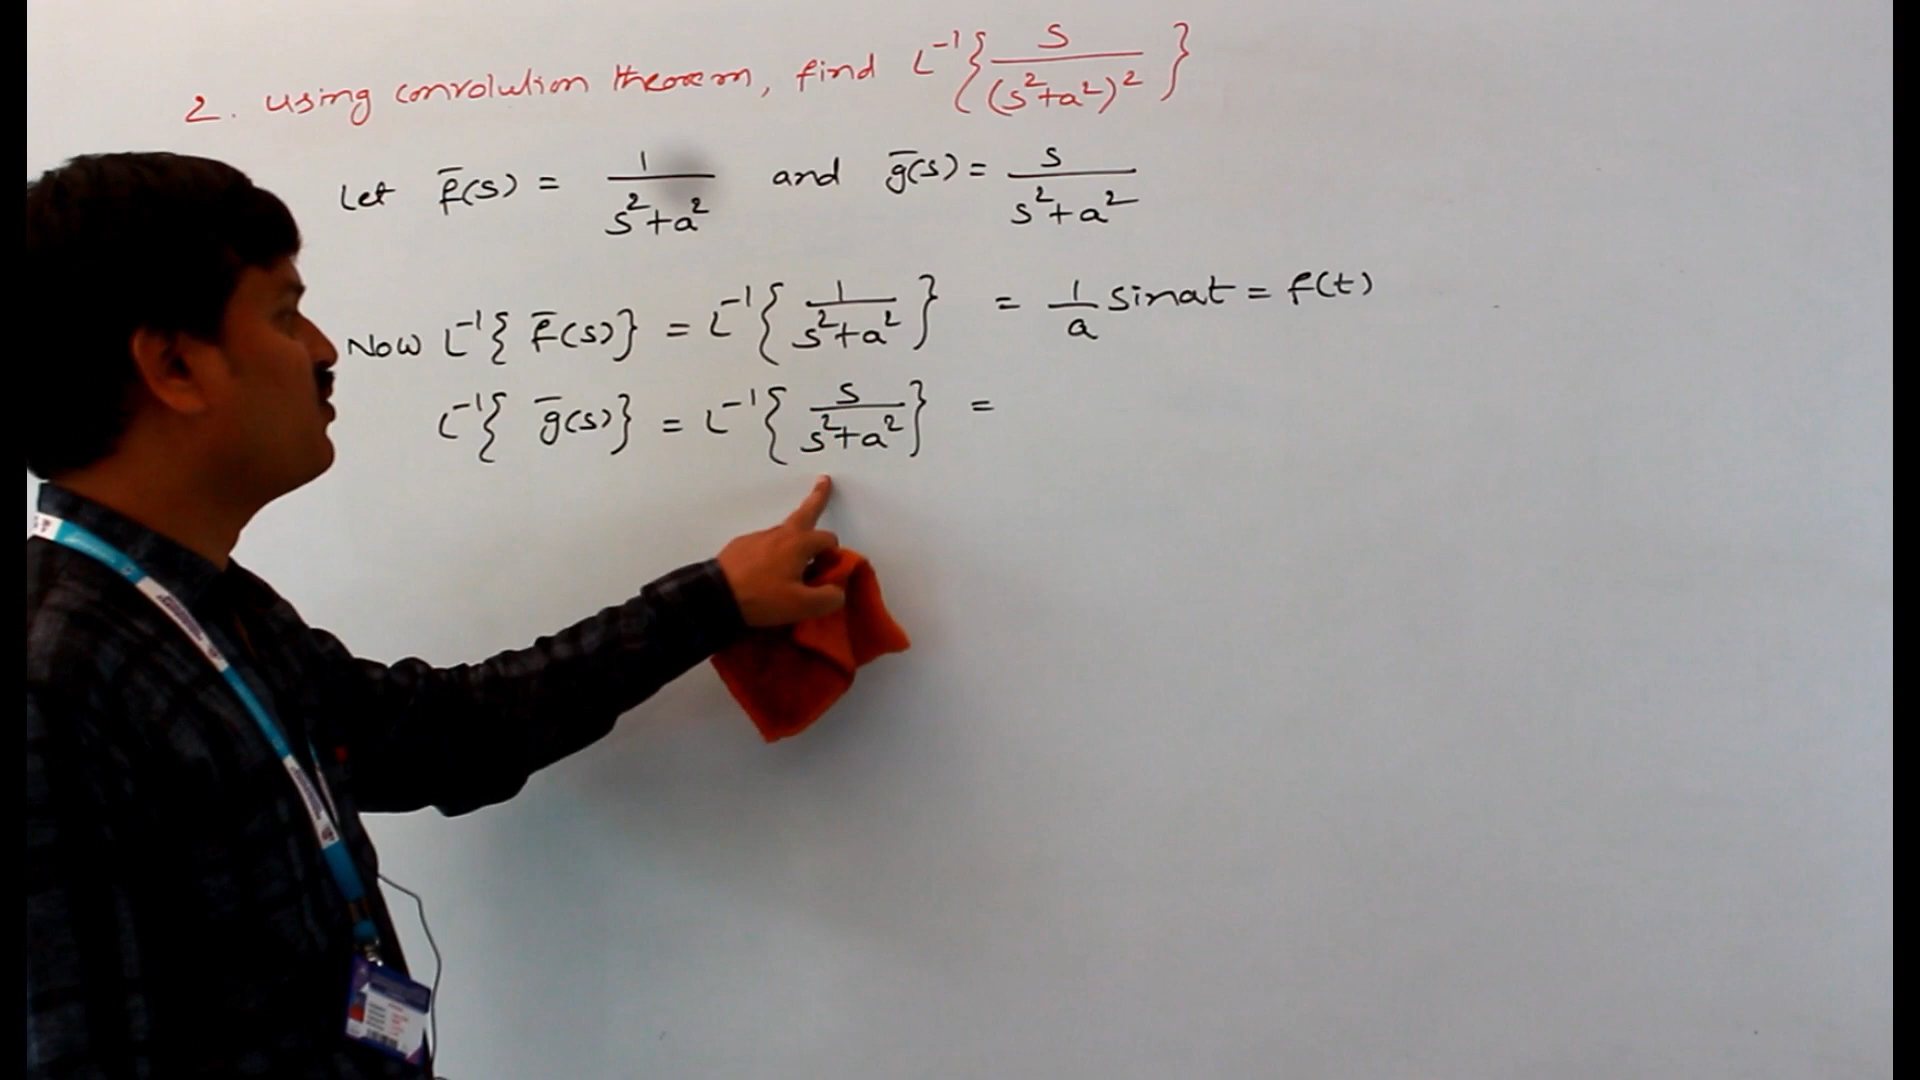 2. using convolution theorem, find L⁻¹{ s/(s²+a²)² }
Let f̄(s) = 1/(s²+a²) and ḡ(s) = s/(s²+a²)
Now L⁻¹{ f̄(s)} = L⁻¹{ 1/(s²+a²) } = 1/a sinat = f(t)
L⁻¹{ ḡ(s)} = L⁻¹{ s/(s²+a²) } =